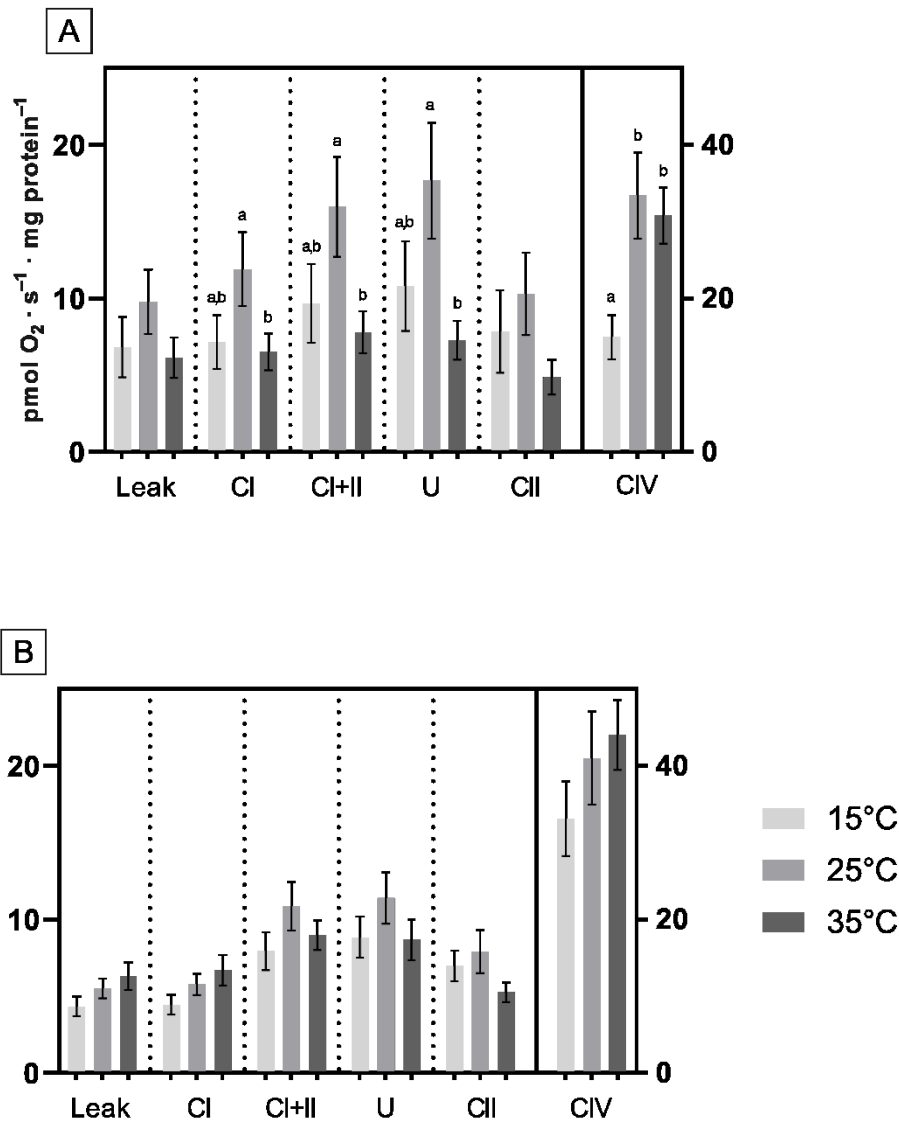 A
pmol O₂ · s⁻¹ · mg protein⁻¹
20
10
0
40
20
0
a,b
a
b
a,b
a
b
a,b
a
b
a
b
b
Leak CI CI+II U CII CIV
B
20
10
0
40
20
0
Leak CI CI+II U CII CIV
15°C
25°C
35°C